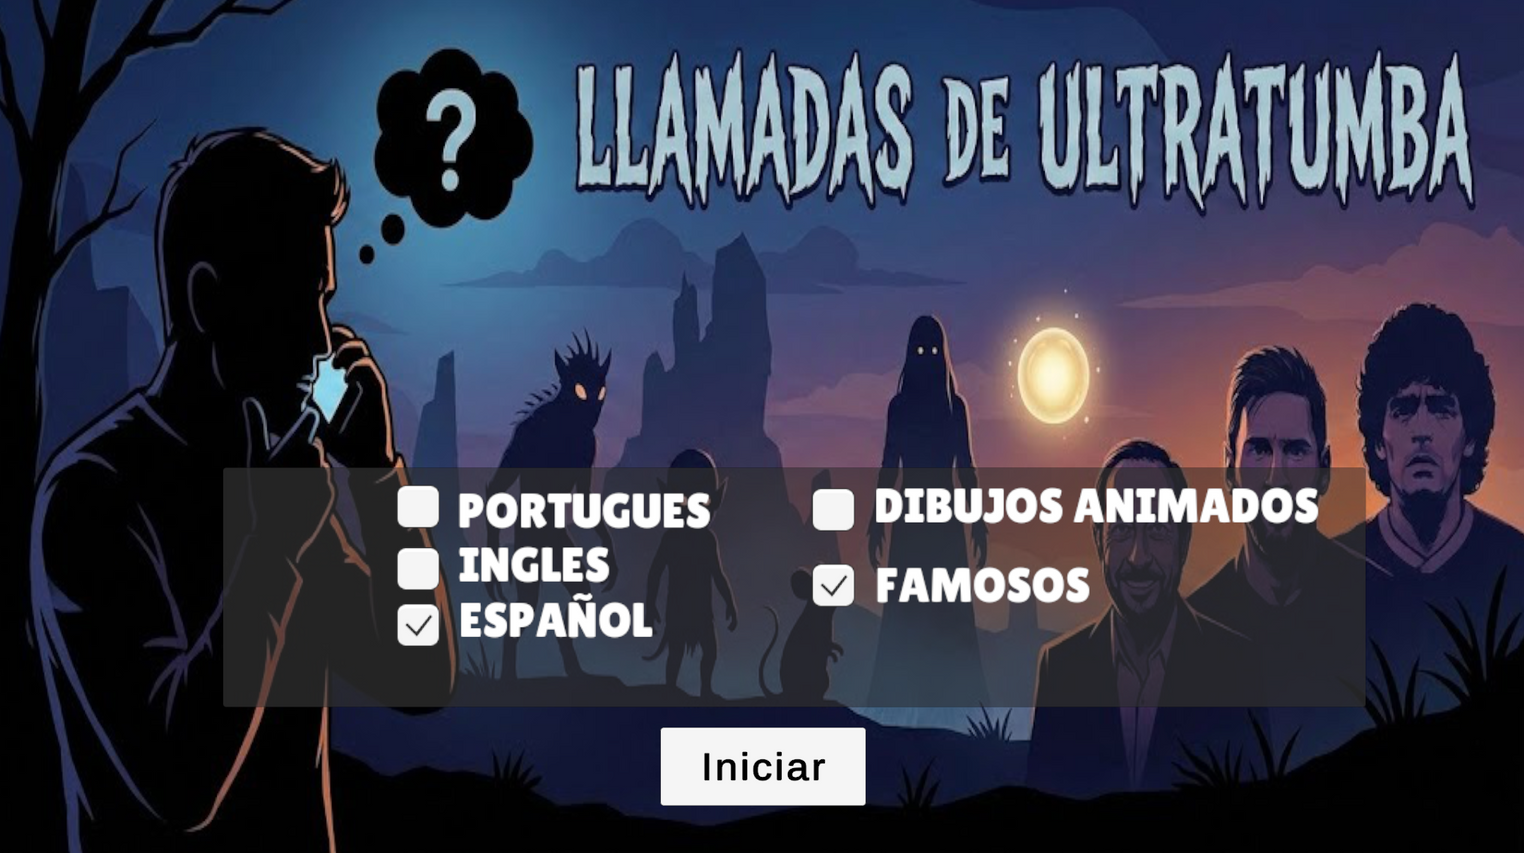 ?
LLAMADAS DE ULTRATUMBA
PORTUGUES
INGLES
ESPAÑOL
DIBUJOS ANIMADOS
FAMOSOS
Iniciar